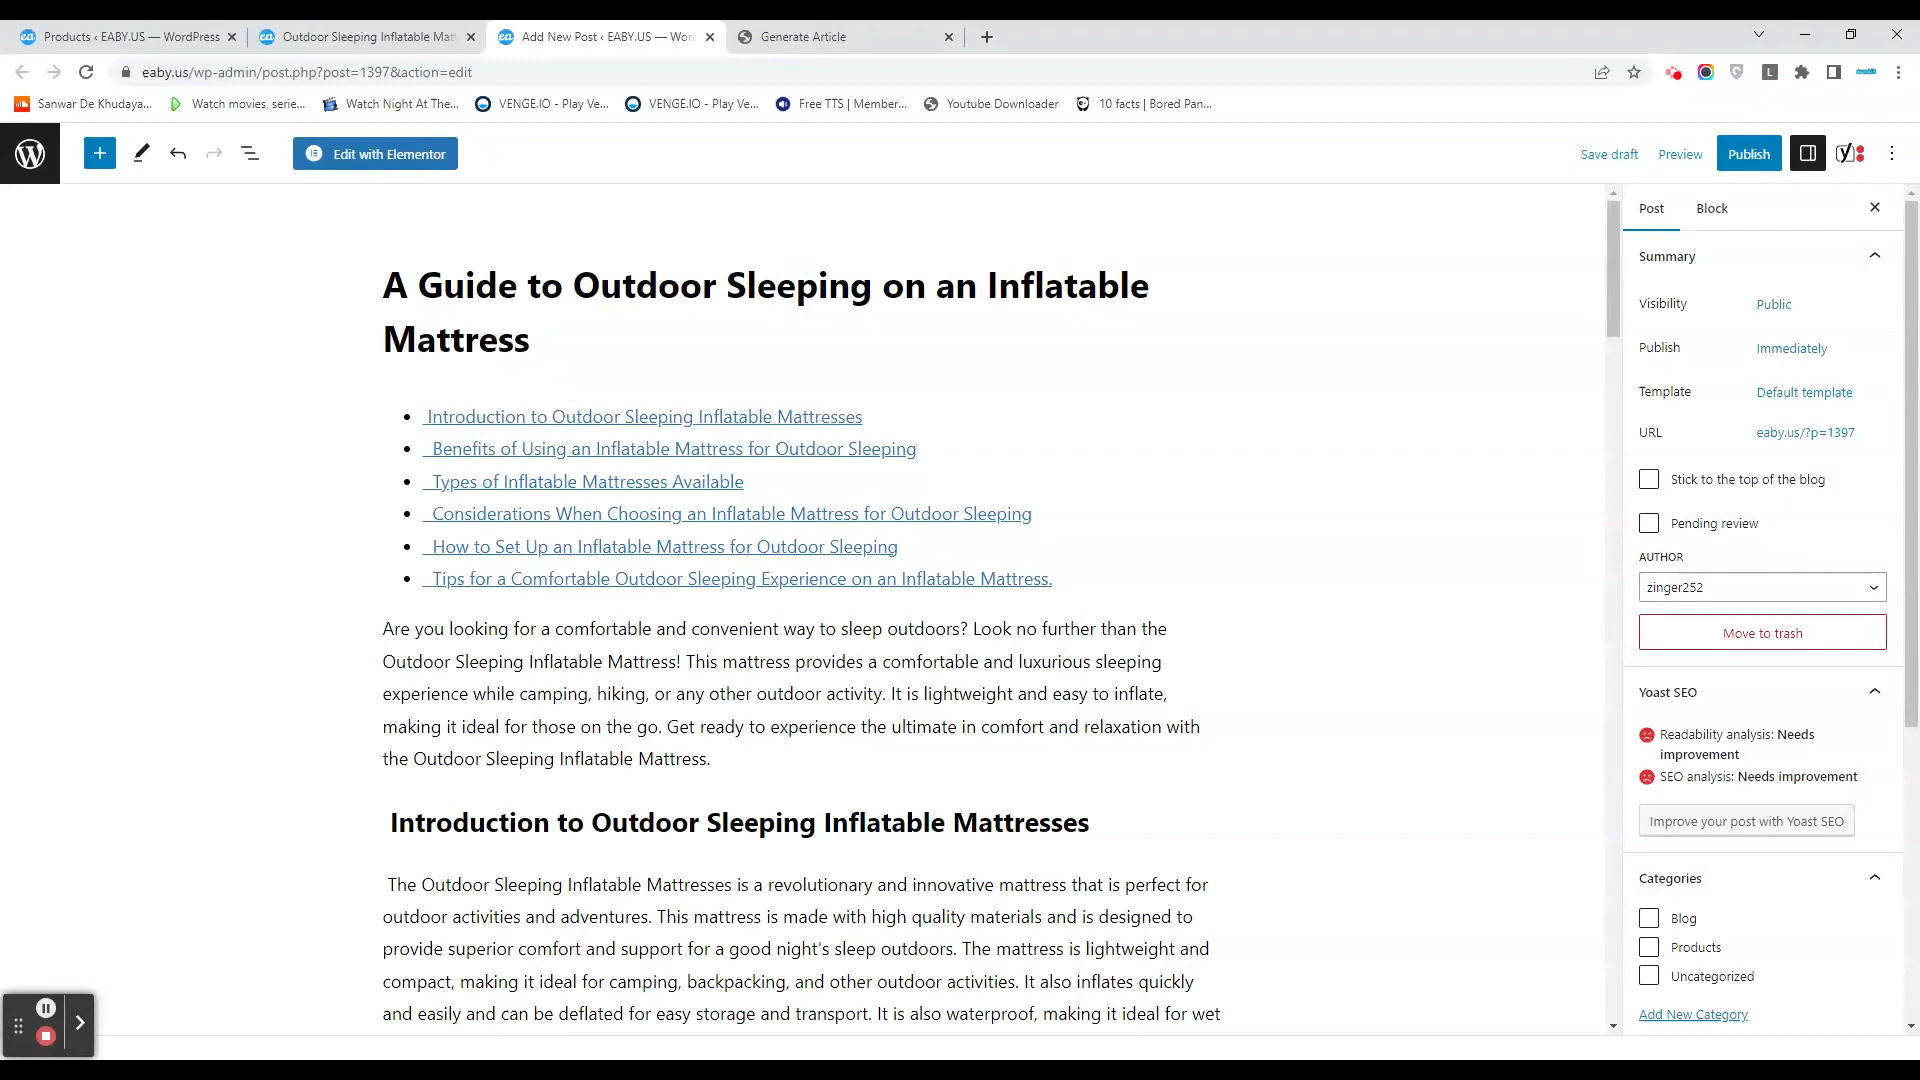 Products ‹ EABY.US — WordPress
Outdoor Sleeping Inflatable Mat
Add New Post ‹ EABY.US — Wor
Generate Article
eaby.us/wp-admin/post.php?post=1397&action=edit
Sanwar De Khudaya...
Watch movies, serie...
Watch Night At The...
VENGE.IO - Play Ve...
VENGE.IO - Play Ve...
Free TTS | Member...
Youtube Downloader
10 facts | Bored Pan...
Edit with Elementor
Save draft
Preview
Publish
Post
Block
A Guide to Outdoor Sleeping on an Inflatable
Mattress
Introduction to Outdoor Sleeping Inflatable Mattresses
Benefits of Using an Inflatable Mattress for Outdoor Sleeping
Types of Inflatable Mattresses Available
Considerations When Choosing an Inflatable Mattress for Outdoor Sleeping
How to Set Up an Inflatable Mattress for Outdoor Sleeping
Tips for a Comfortable Outdoor Sleeping Experience on an Inflatable Mattress.
Are you looking for a comfortable and convenient way to sleep outdoors? Look no further than the
Outdoor Sleeping Inflatable Mattress! This mattress provides a comfortable and luxurious sleeping
experience while camping, hiking, or any other outdoor activity. It is lightweight and easy to inflate,
making it ideal for those on the go. Get ready to experience the ultimate in comfort and relaxation with
the Outdoor Sleeping Inflatable Mattress.
Introduction to Outdoor Sleeping Inflatable Mattresses
The Outdoor Sleeping Inflatable Mattresses is a revolutionary and innovative mattress that is perfect for
outdoor activities and adventures. This mattress is made with high quality materials and is designed to
provide superior comfort and support for a good night's sleep outdoors. The mattress is lightweight and
compact, making it ideal for camping, backpacking, and other outdoor activities. It also inflates quickly
and easily and can be deflated for easy storage and transport. It is also waterproof, making it ideal for wet
Summary
Visibility Public
Publish Immediately
Template Default template
URL eaby.us/?p=1397
Stick to the top of the blog
Pending review
AUTHOR
zinger252
Move to trash
Yoast SEO
Readability analysis: Needs
improvement
SEO analysis: Needs improvement
Improve your post with Yoast SEO
Categories
Blog
Products
Uncategorized
Add New Category